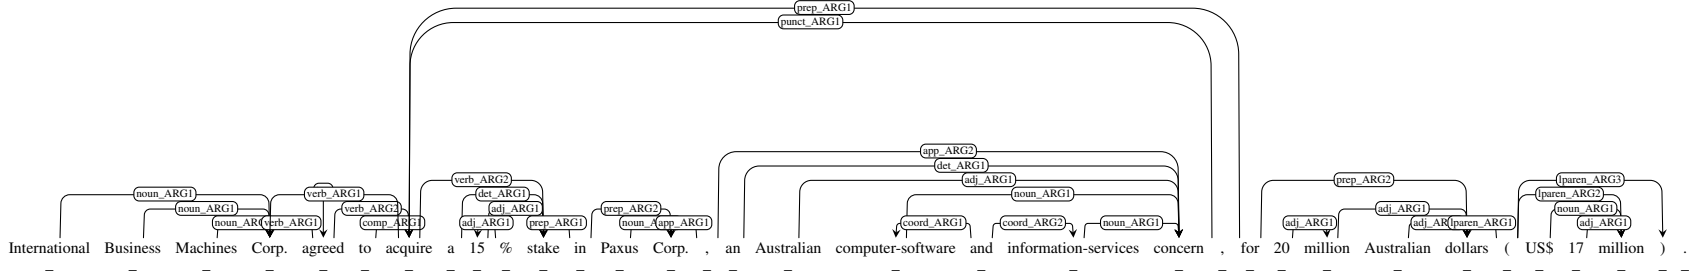 prep_ARG1
punct_ARG1
app_ARG2
det_ARG1
verb_ARG2 adj_ARG1 prep_ARG2 lparen_ARG3
noun_ARG1 verb_ARG1 det_ARG1 noun_ARG1 lparen_ARG2
noun_ARG1 verb_ARG2 adj_ARG1 prep_ARG2 adj_ARG1 noun_ARG1
verb_ARG1 comp_ARG1 adj_ARG1 prep_ARG1 app_ARG1 coord_ARG1 coord_ARG2 noun_ARG1 adj_ARG1 lparen_ARG1 adj_ARG1
International Business Machines Corp. agreed to acquire a 15 % stake in Paxus Corp. , an Australian computer-software and information-services concern , for 20 million Australian dollars ( US$ 17 million ) .
_ _ _ _ _ _ _ _ _ _ _ _ _ _ _ _ _ _ _ _ _ _ _ _ _ _ _ _ _ _ _ _ _